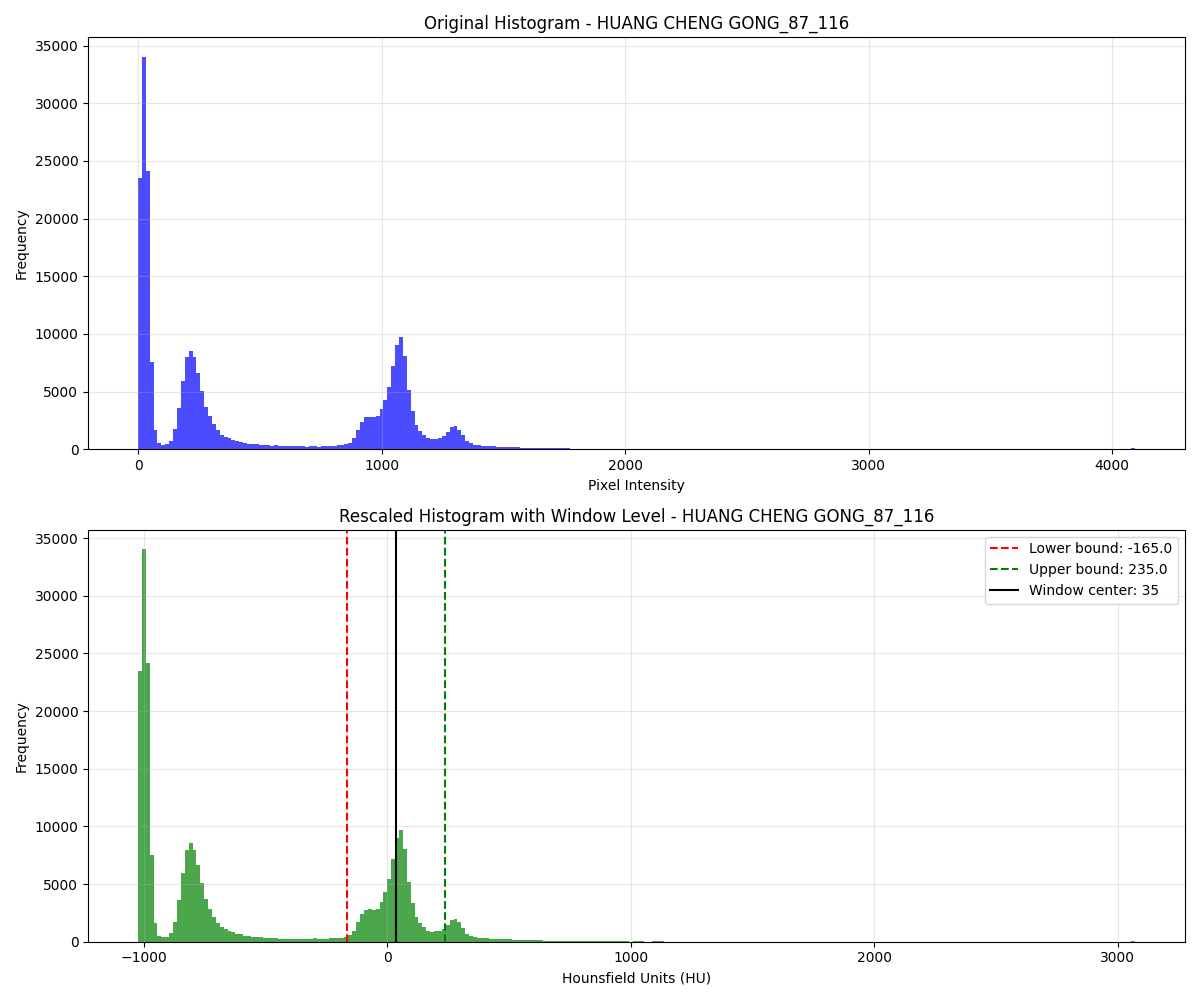 Original Histogram - HUANG CHENG GONG_87_116
35000
30000
25000
20000
15000
10000
5000
0
Frequency
0 1000 2000 3000 4000
Pixel Intensity
Rescaled Histogram with Window Level - HUANG CHENG GONG_87_116
Lower bound: -165.0
Upper bound: 235.0
Window center: 35
35000
30000
25000
20000
15000
10000
5000
0
Frequency
−1000 0 1000 2000 3000
Hounsfield Units (HU)